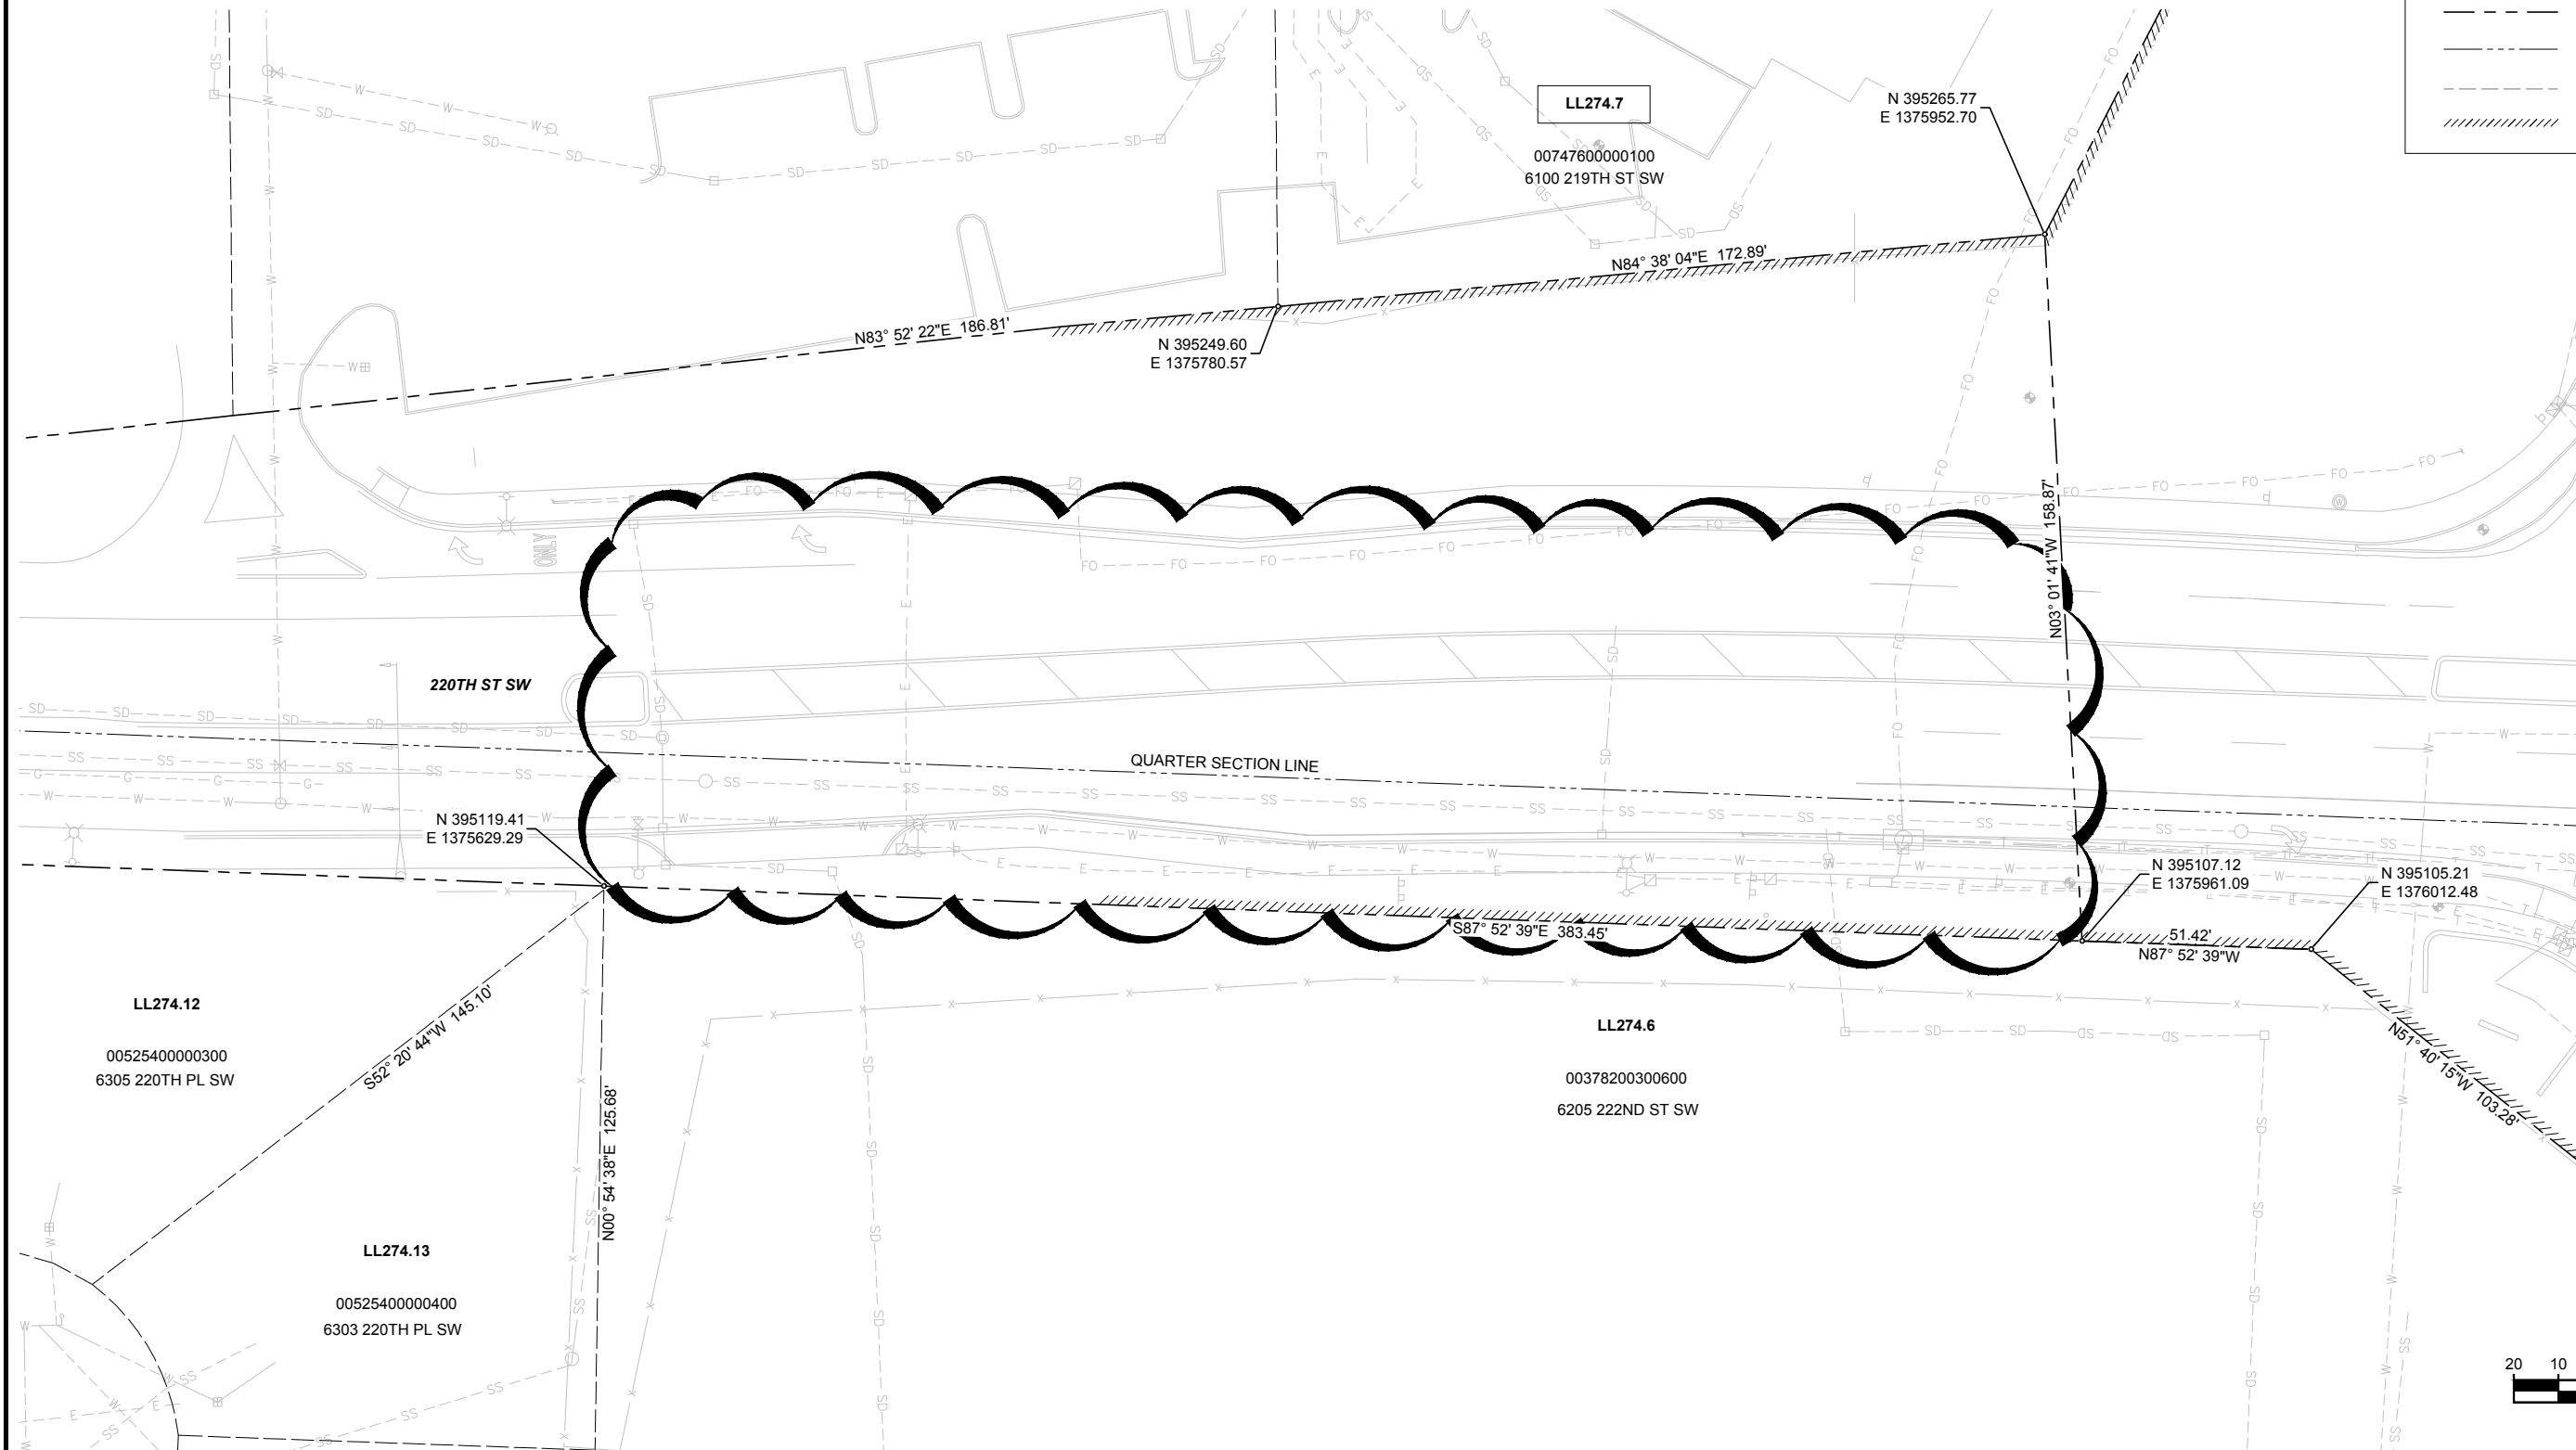 LL274.7
00747600000100
6100 219TH ST SW
N 395265.77
E 1375952.70
N84° 38' 04"E 172.89'
N83° 52' 22"E 186.81'
N 395249.60
E 1375780.57
N03° 01' 41"W 158.87'
ONLY
220TH ST SW
QUARTER SECTION LINE
N 395119.41
E 1375629.29
N 395107.12
E 1375961.09
N 395105.21
E 1376012.48
S87° 52' 39"E 383.45'
51.42'
N87° 52' 39"W
N51° 40' 15"W 103.28'
LL274.12
00525400000300
6305 220TH PL SW
S52° 20' 44"W 145.10'
N00° 54' 38"E 125.68'
LL274.6
00378200300600
6205 222ND ST SW
LL274.13
00525400000400
6303 220TH PL SW
20 10